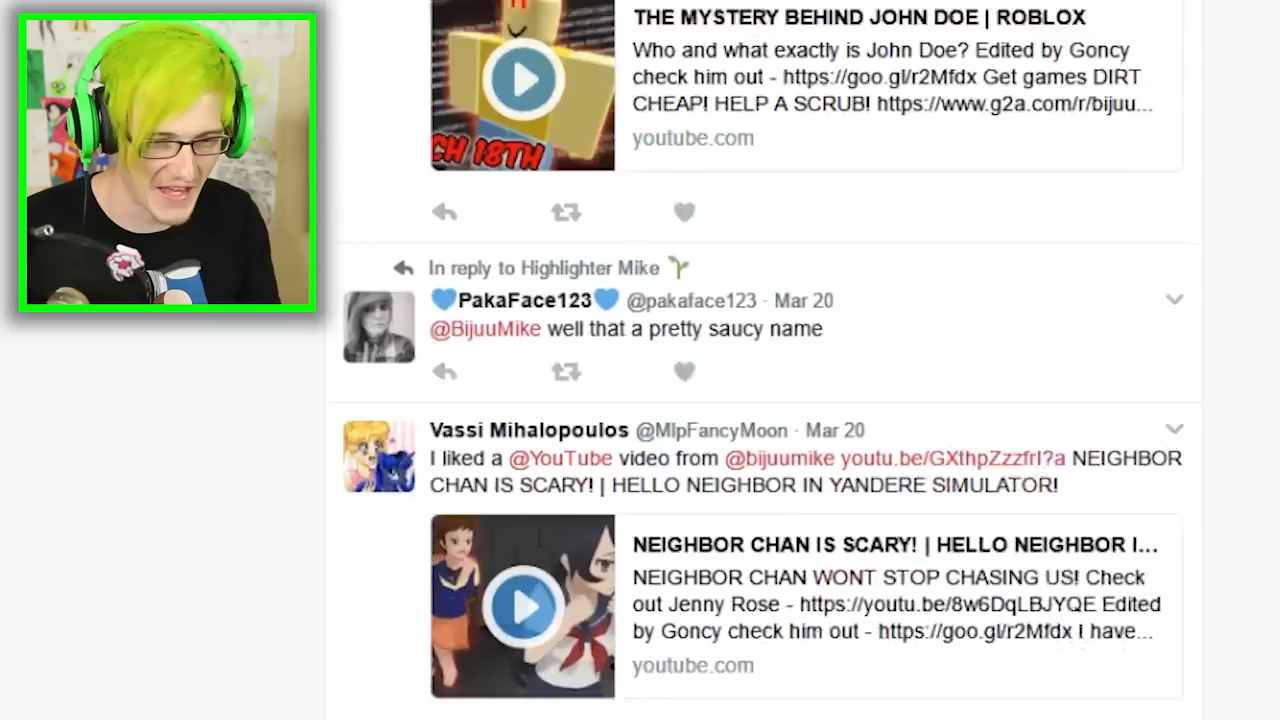 THE MYSTERY BEHIND JOHN DOE | ROBLOX
Who and what exactly is John Doe? Edited by Goncy
check him out - https://goo.gl/r2Mfdx Get games DIRT
CHEAP! HELP A SCRUB! https://www.g2a.com/r/bijuu...
youtube.com
CH 18TH
In reply to Highlighter Mike
PakaFace123 @pakaface123 · Mar 20
@BijuuMike well that a pretty saucy name
Vassi Mihalopoulos @MlpFancyMoon · Mar 20
I liked a @YouTube video from @bijuumike youtu.be/GXthpZzzfrI?a NEIGHBOR
CHAN IS SCARY! | HELLO NEIGHBOR IN YANDERE SIMULATOR!
NEIGHBOR CHAN IS SCARY! | HELLO NEIGHBOR I...
NEIGHBOR CHAN WONT STOP CHASING US! Check
out Jenny Rose - https://youtu.be/8w6DqLBJYQE Edited
by Goncy check him out - https://goo.gl/r2Mfdx I have...
youtube.com